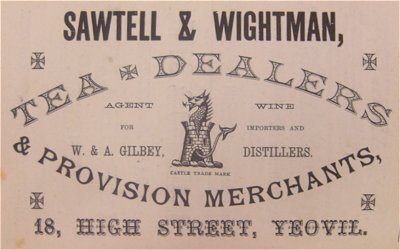 SAWTELL & WIGHTMAN,
TEA ✠ DEALERS
AGENT WINE
FOR IMPORTERS AND
W. & A. GILBEY, DISTILLERS.
CASTLE TRADE MARK
& PROVISION MERCHANTS,
18, HIGH STREET, YEOVIL.